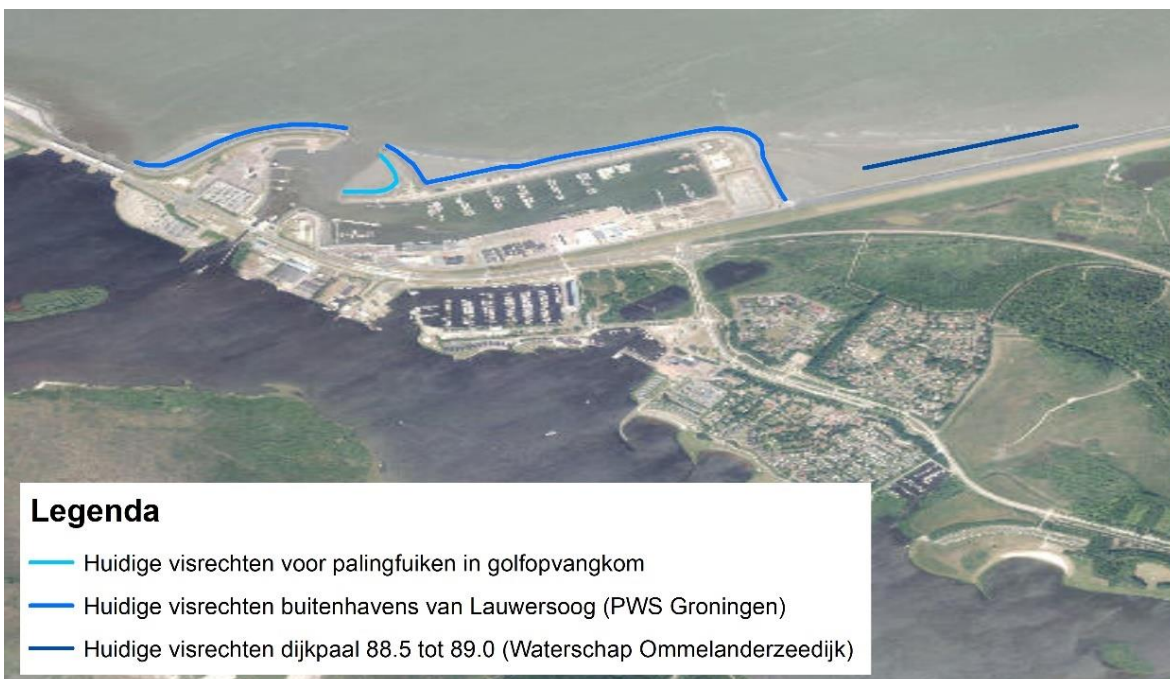 Legenda
Huidige visrechten voor palingfuiken in golfopvangkom
Huidige visrechten buitenhavens van Lauwersoog (PWS Groningen)
Huidige visrechten dijkpaal 88.5 tot 89.0 (Waterschap Ommelanderzeedijk)